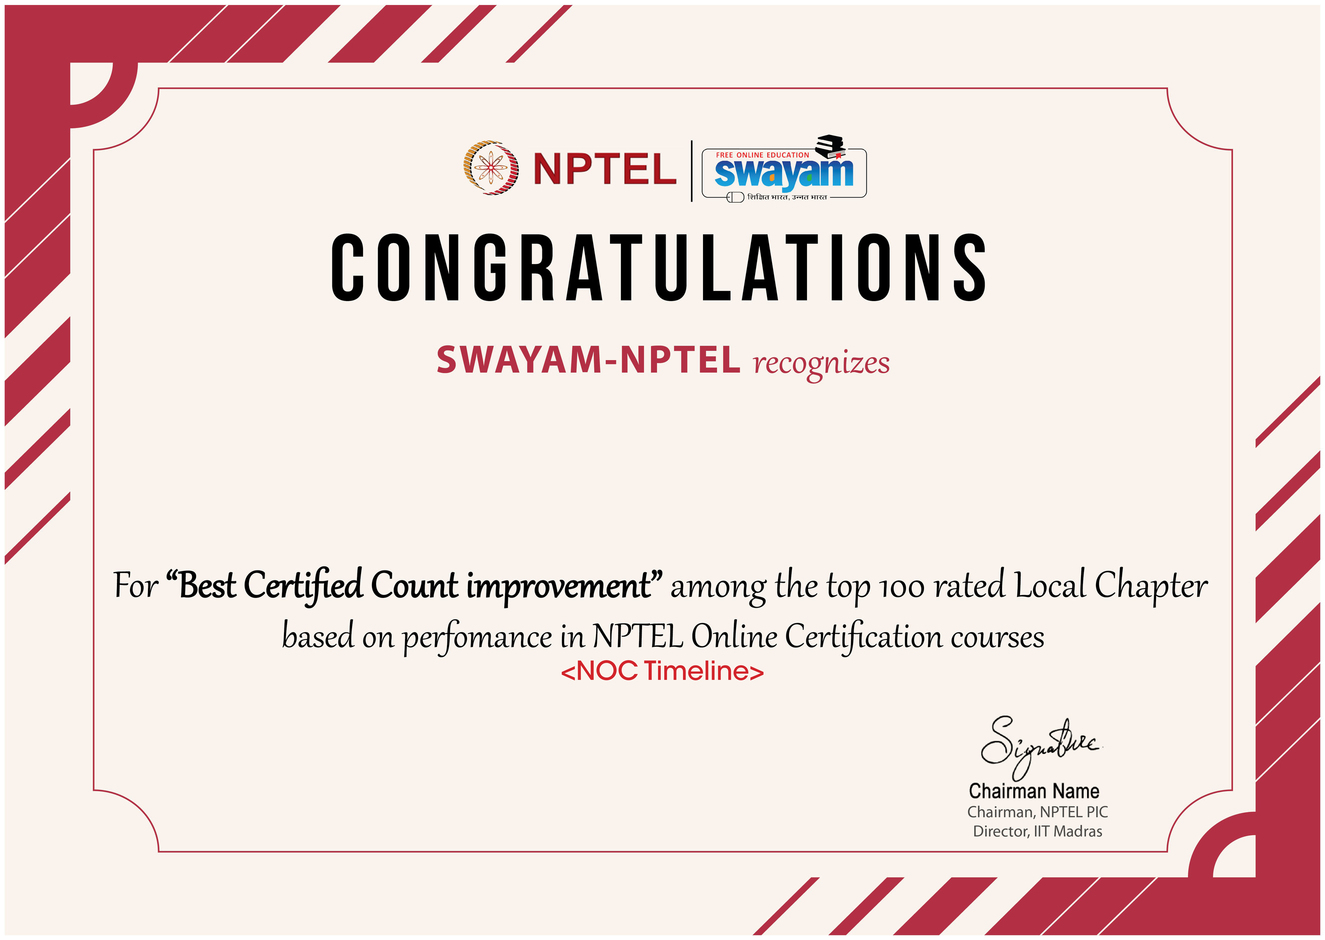 NPTEL
FREE ONLINE EDUCATION
swayam
शिक्षित भारत, उन्नत भारत
CONGRATULATIONS
SWAYAM-NPTEL recognizes
For “Best Certified Count improvement” among the top 100 rated Local Chapter
based on perfomance in NPTEL Online Certification courses
<NOC Timeline>
Signature
Chairman Name
Chairman, NPTEL PIC
Director, IIT Madras